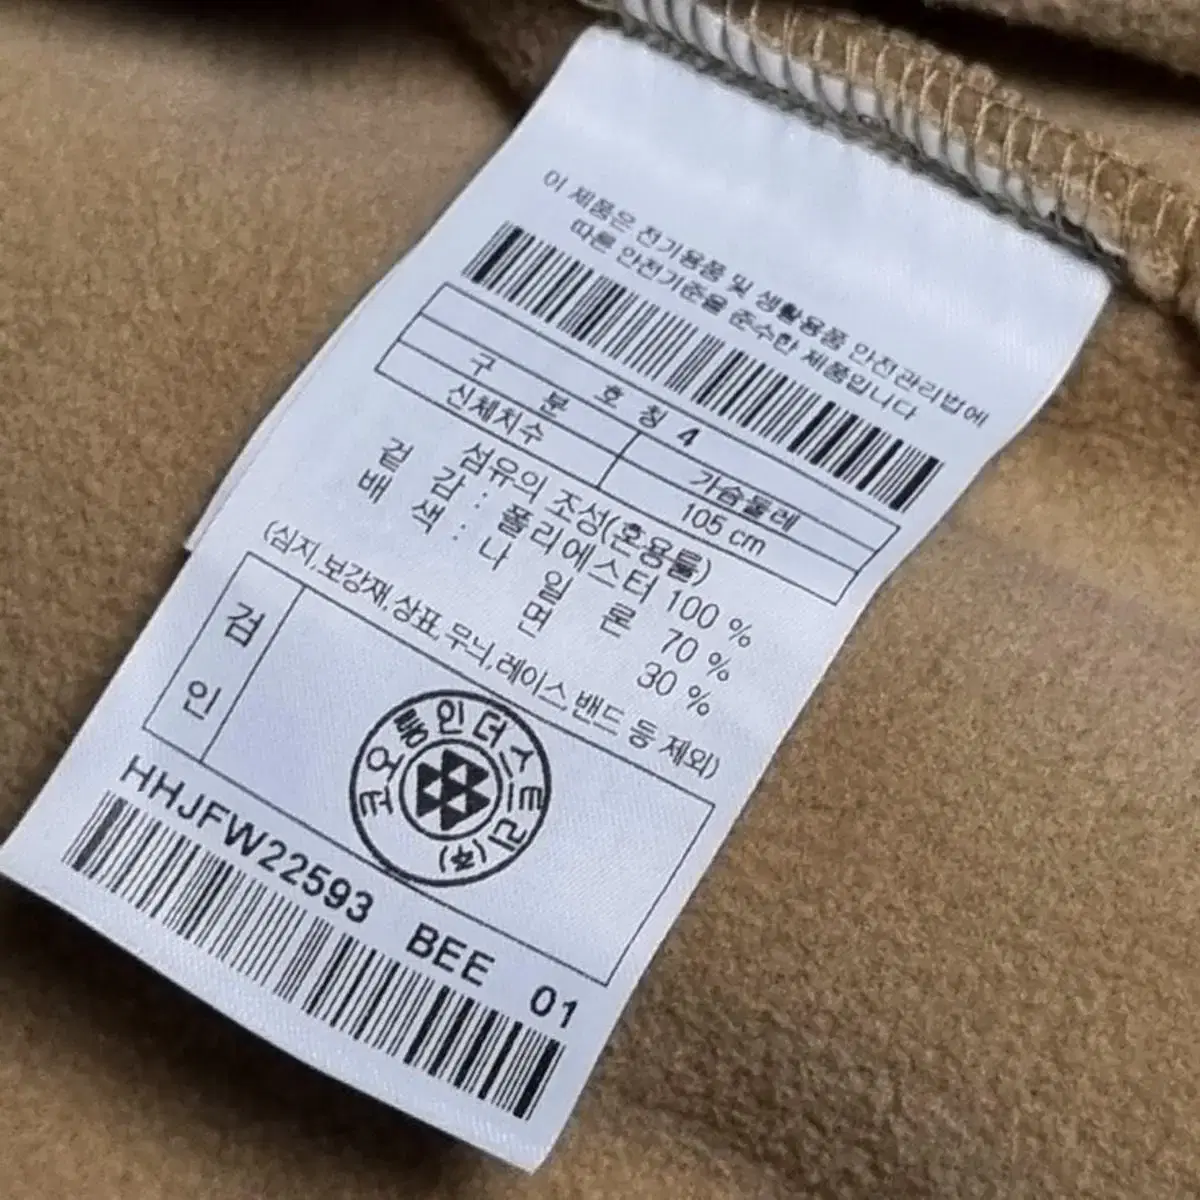 이 제품은 전기용품 및 생활용품 안전관리법에
따른 안전기준을 준수한 제품입니다
호 칭 4
구 분 가슴둘레
신체치수 105 cm
섬유의 조성(혼용률)
겉 감 : 폴리에스터 100 %
배 색 : 나 일 론 70 %
면 30 %
(심지,보강재,상표,무늬,레이스,밴드 등 제외)
검 인
코오롱인더스트리(주)
HHJFW22593 BEE 01